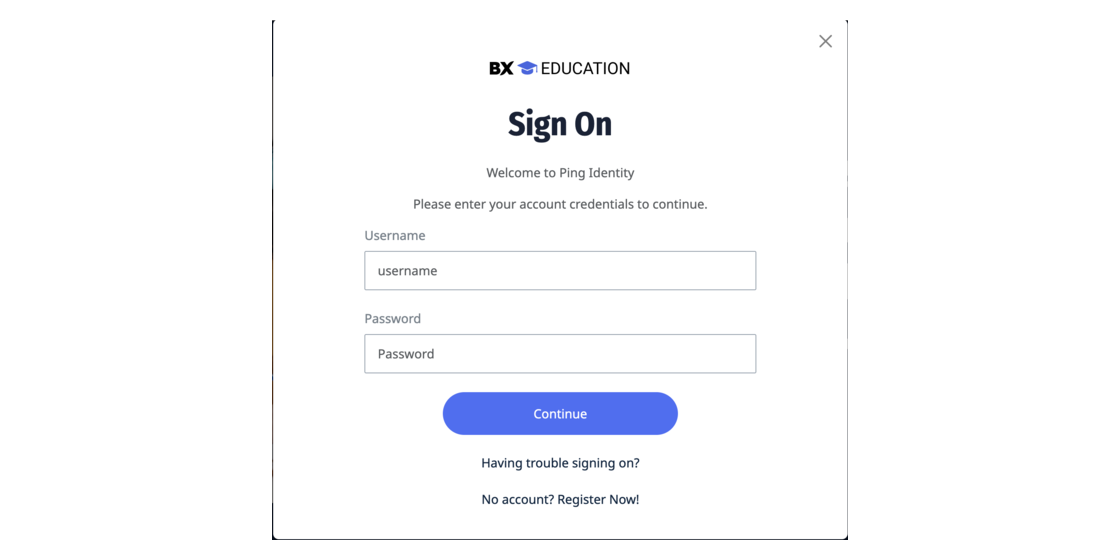 BX EDUCATION
Sign On
Welcome to Ping Identity
Please enter your account credentials to continue.
Username
username
Password
Password
Continue
Having trouble signing on?
No account? Register Now!